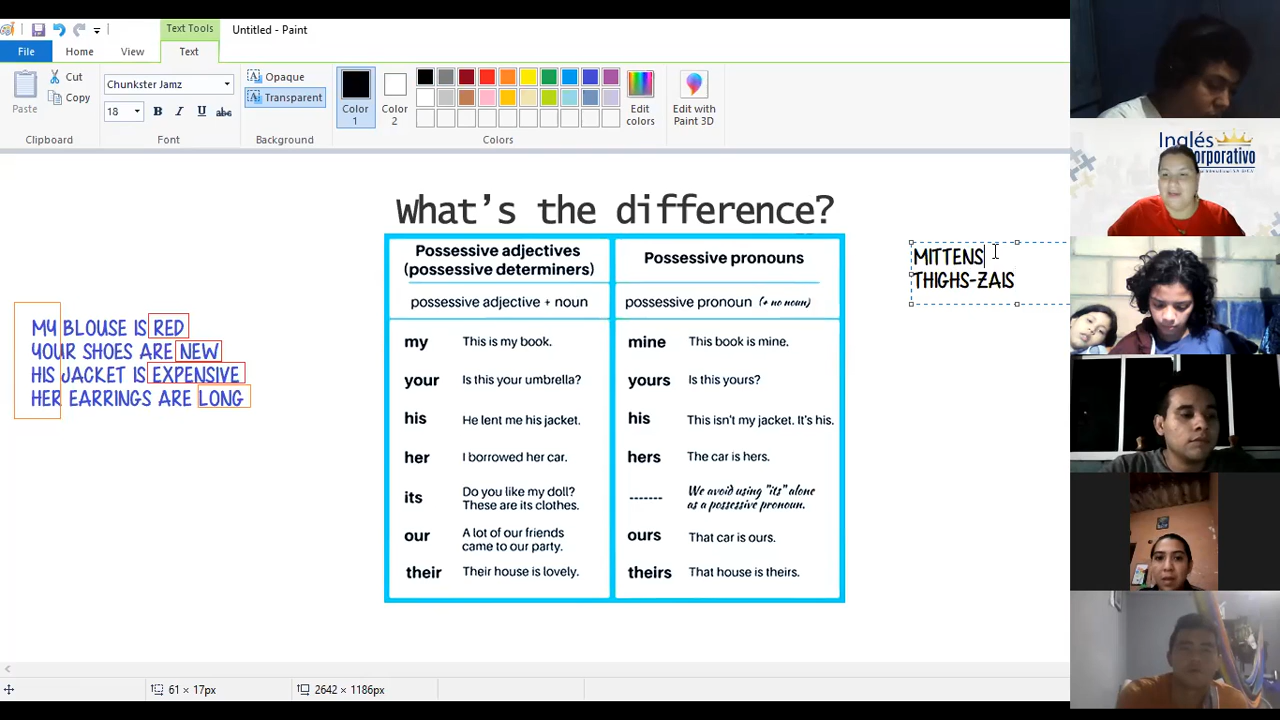 Text Tools
Untitled - Paint
File
Home
View
Text
Paste
Cut
Copy
Clipboard
Chunkster Jamz
18
B I U abc
Font
Opaque
Transparent
Background
Color 1
Color 2
Edit colors
Colors
Edit with Paint 3D
What's the difference?
Possessive adjectives
(possessive determiners)
possessive adjective + noun
my This is my book.
your Is this your umbrella?
his He lent me his jacket.
her I borrowed her car.
its Do you like my doll?
These are its clothes.
our A lot of our friends
came to our party.
their Their house is lovely.
Possessive pronouns
possessive pronoun (+ no noun)
mine This book is mine.
yours Is this yours?
his This isn't my jacket. It's his.
hers The car is hers.
------- We avoid using "its" alone
as a possessive pronoun.
ours That car is ours.
theirs That house is theirs.
MY BLOUSE IS RED
YOUR SHOES ARE NEW
HIS JACKET IS EXPENSIVE
HER EARRINGS ARE LONG
MITTENS
THIGHS-ZAIS
Inglés
orporativo
61 × 17px
2642 × 1186px